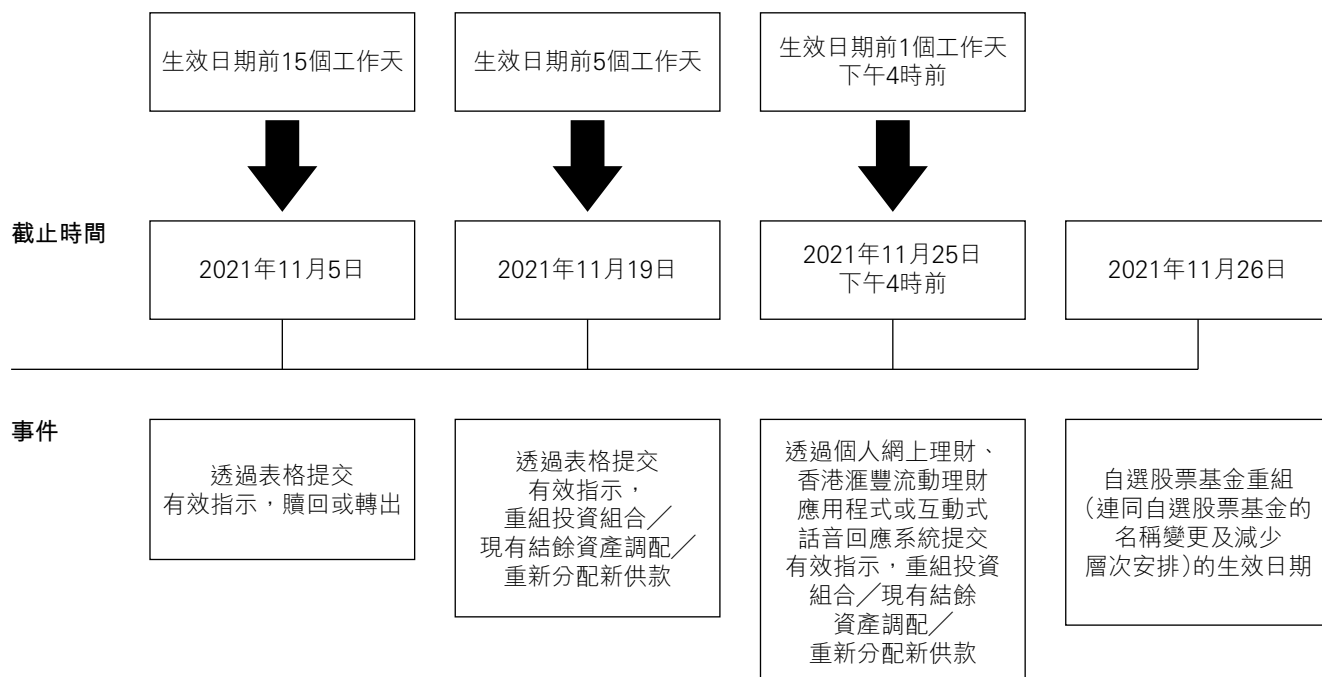 生效日期前15個工作天
生效日期前5個工作天
生效日期前1個工作天
下午4時前
截止時間
2021年11月5日
2021年11月19日
2021年11月25日
下午4時前
2021年11月26日
事件
透過表格提交
有效指示，贖回或轉出
透過表格提交
有效指示，
重組投資組合／
現有結餘資產調配／
重新分配新供款
透過個人網上理財、
香港滙豐流動理財
應用程式或互動式
話音回應系統提交
有效指示，重組投資
組合／現有結餘
資產調配／
重新分配新供款
自選股票基金重組
（連同自選股票基金的
名稱變更及減少
層次安排）的生效日期